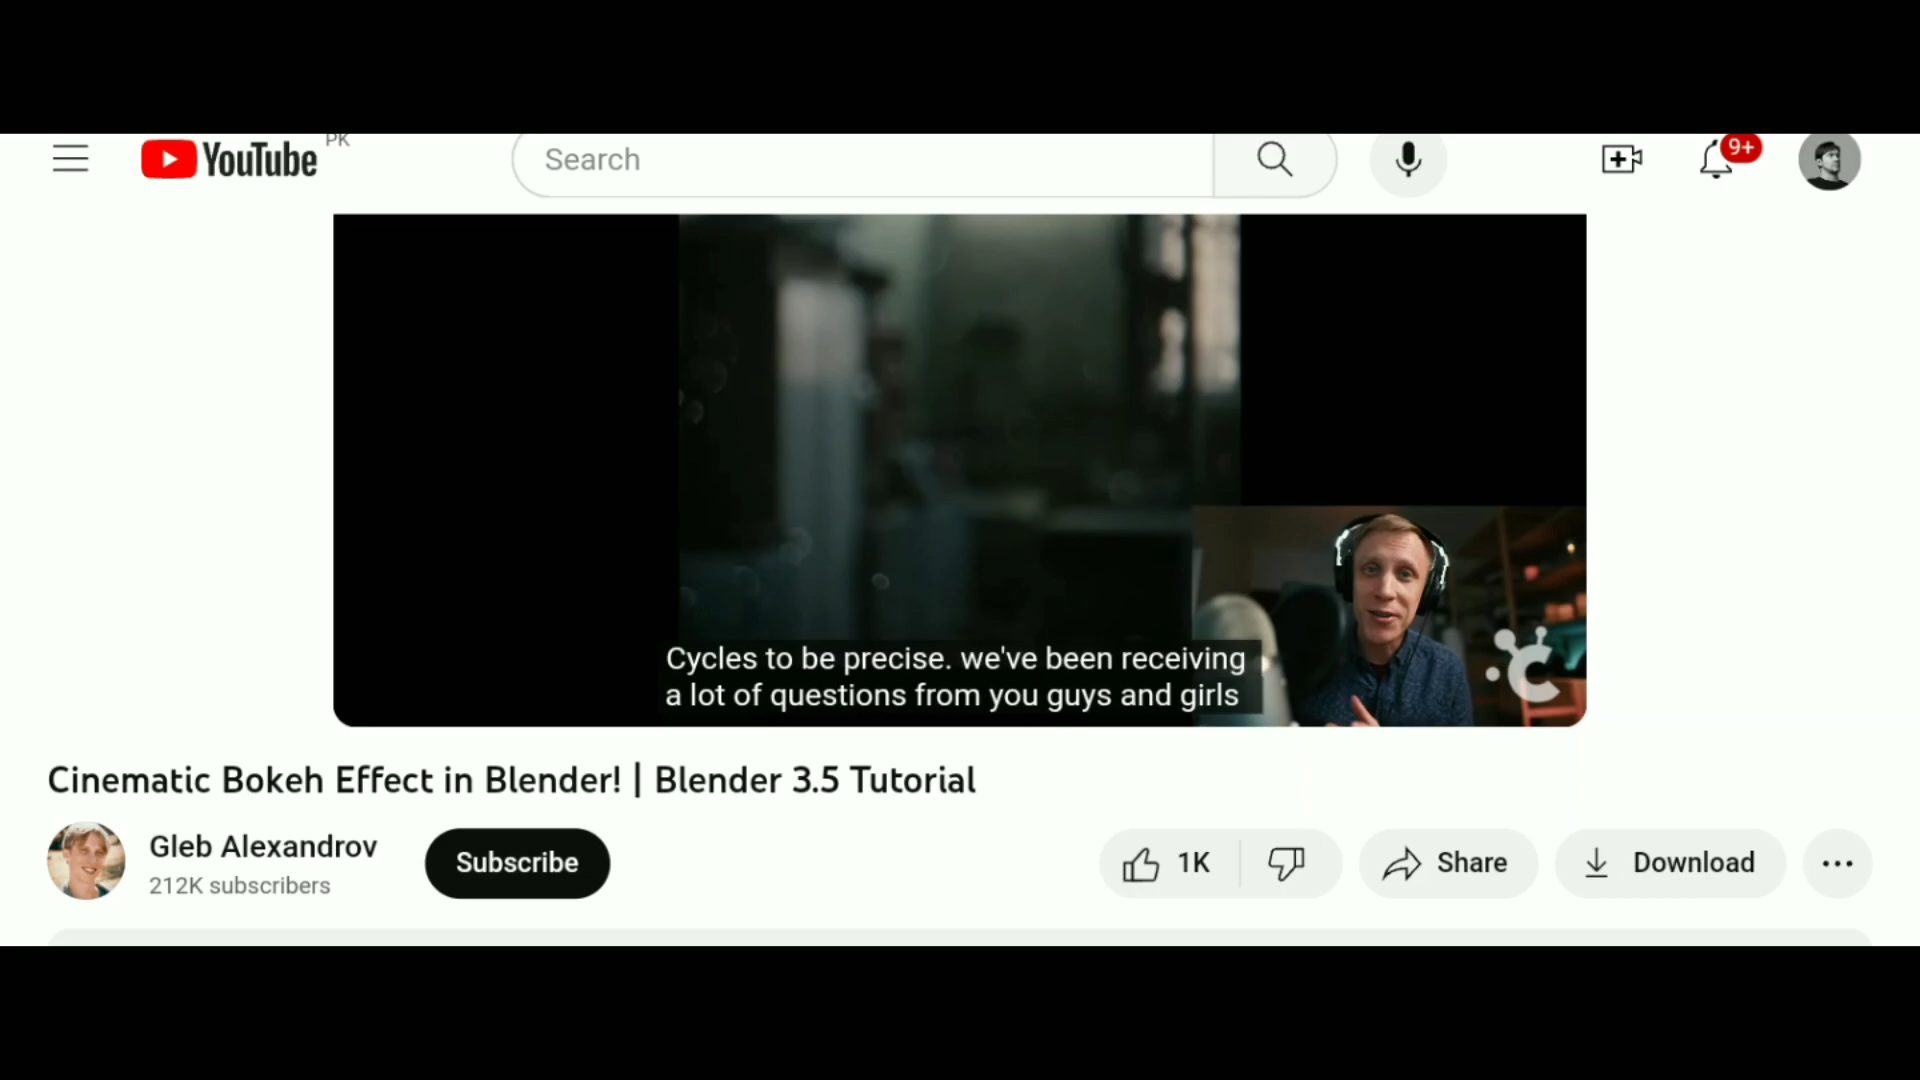 YouTube PK
Search
9+
Cycles to be precise. we've been receiving
a lot of questions from you guys and girls
Cinematic Bokeh Effect in Blender! | Blender 3.5 Tutorial
Gleb Alexandrov
212K subscribers
Subscribe
1K
Share
Download